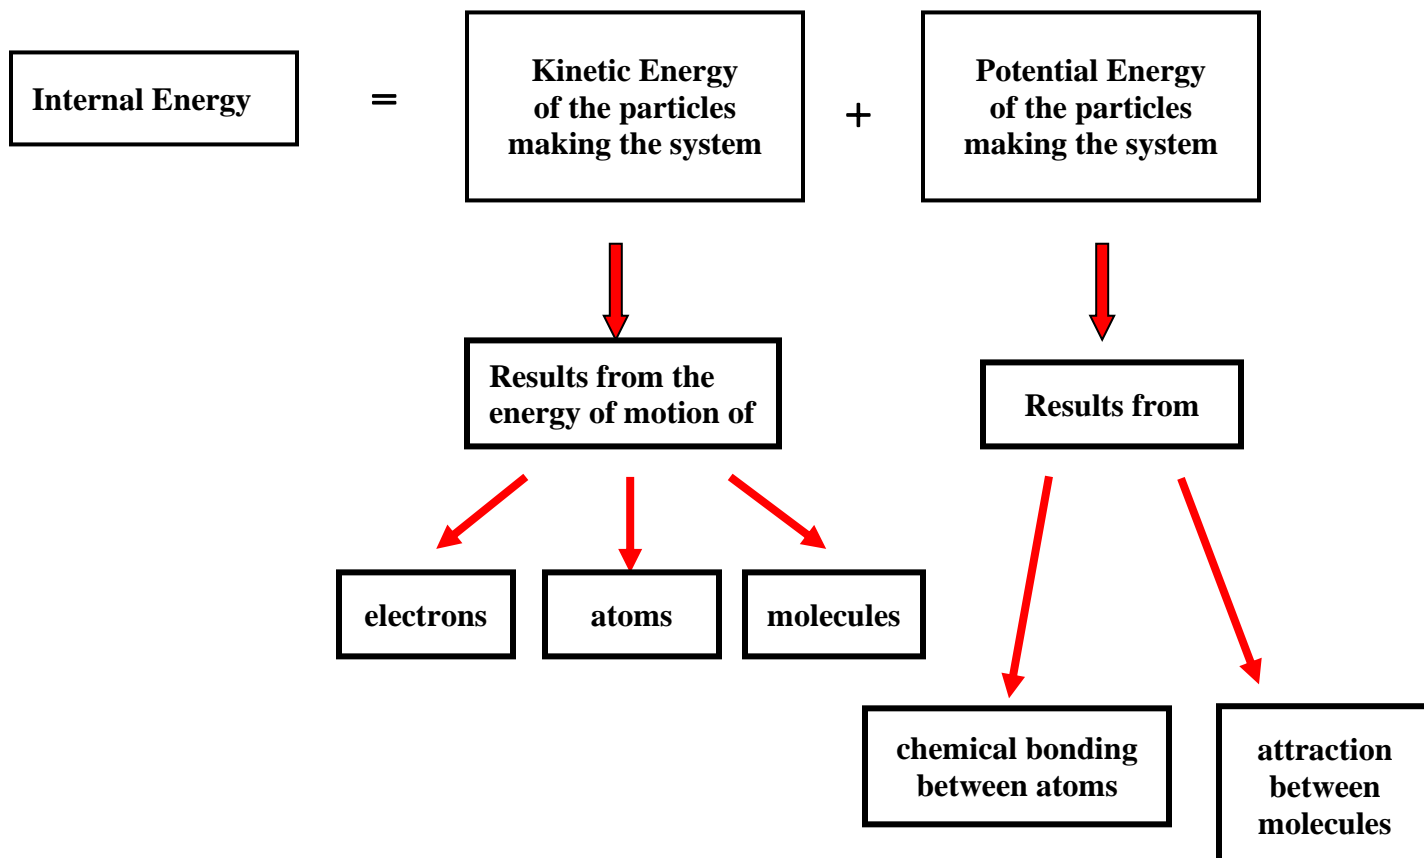 Internal Energy
=
Kinetic Energy
of the particles
making the system
+
Potential Energy
of the particles
making the system
Results from the
energy of motion of
Results from
electrons
atoms
molecules
chemical bonding
between atoms
attraction
between
molecules